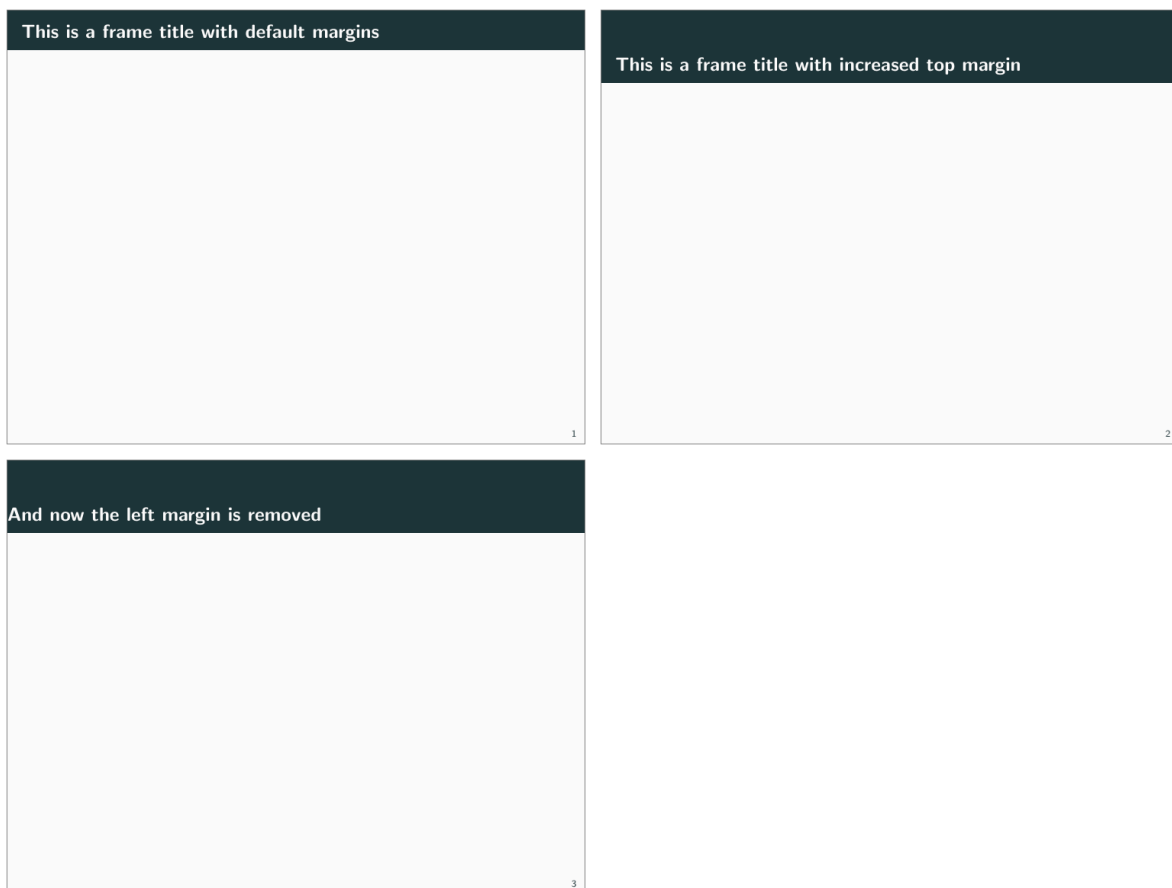 This is a frame title with default margins
1
This is a frame title with increased top margin
2
And now the left margin is removed
3